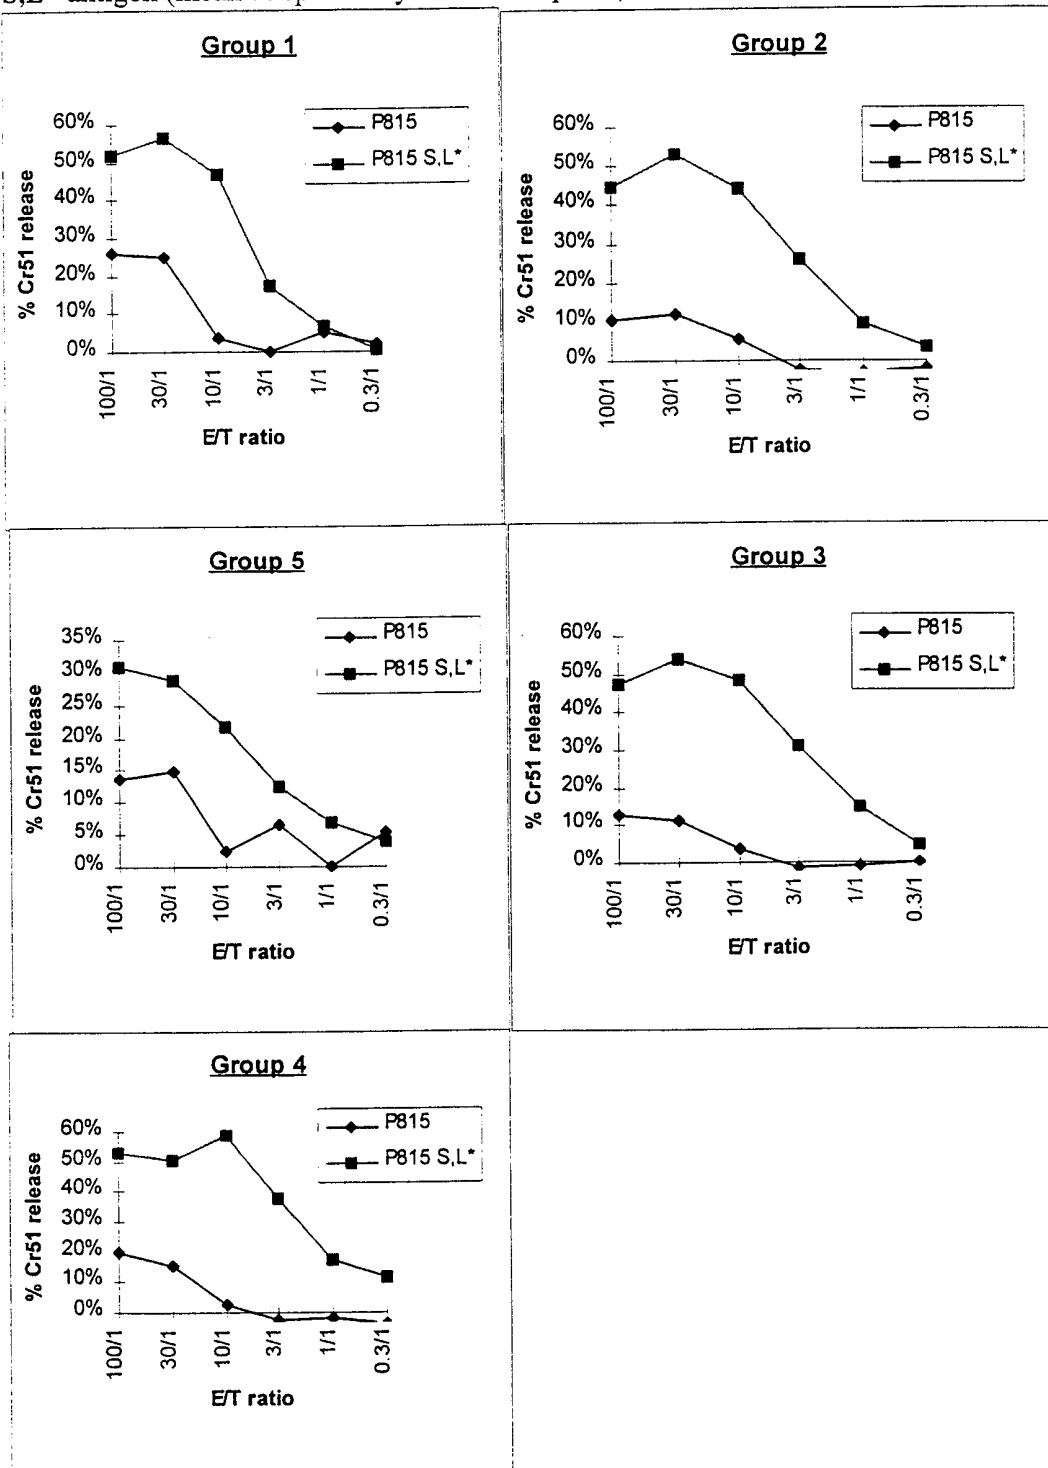 Group 1
P815
P815 S,L*
60%
50%
40%
30%
20%
10%
0%
% Cr51 release
100/1
30/1
10/1
3/1
1/1
0.3/1
E/T ratio
Group 2
P815
P815 S,L*
60%
50%
40%
30%
20%
10%
0%
% Cr51 release
100/1
30/1
10/1
3/1
1/1
0.3/1
E/T ratio
Group 5
P815
P815 S,L*
35%
30%
25%
20%
15%
10%
5%
0%
% Cr51 release
100/1
30/1
10/1
3/1
1/1
0.3/1
E/T ratio
Group 3
P815
P815 S,L*
60%
50%
40%
30%
20%
10%
0%
% Cr51 release
100/1
30/1
10/1
3/1
1/1
0.3/1
E/T ratio
Group 4
P815
P815 S,L*
60%
50%
40%
30%
20%
10%
0%
% Cr51 release
100/1
30/1
10/1
3/1
1/1
0.3/1
E/T ratio